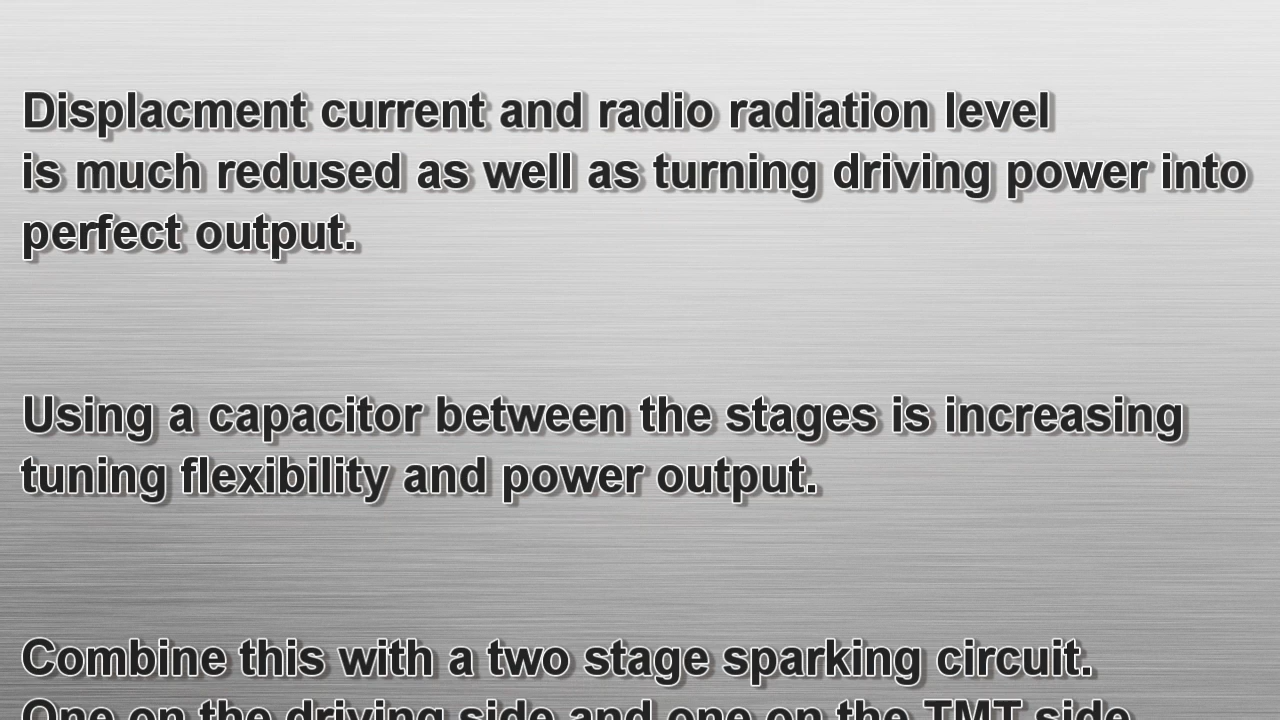 Displacment current and radio radiation level
is much redused as well as turning driving power into
perfect output.
Using a capacitor between the stages is increasing
tuning flexibility and power output.
Combine this with a two stage sparking circuit.
One on the driving side and one on the TMT side